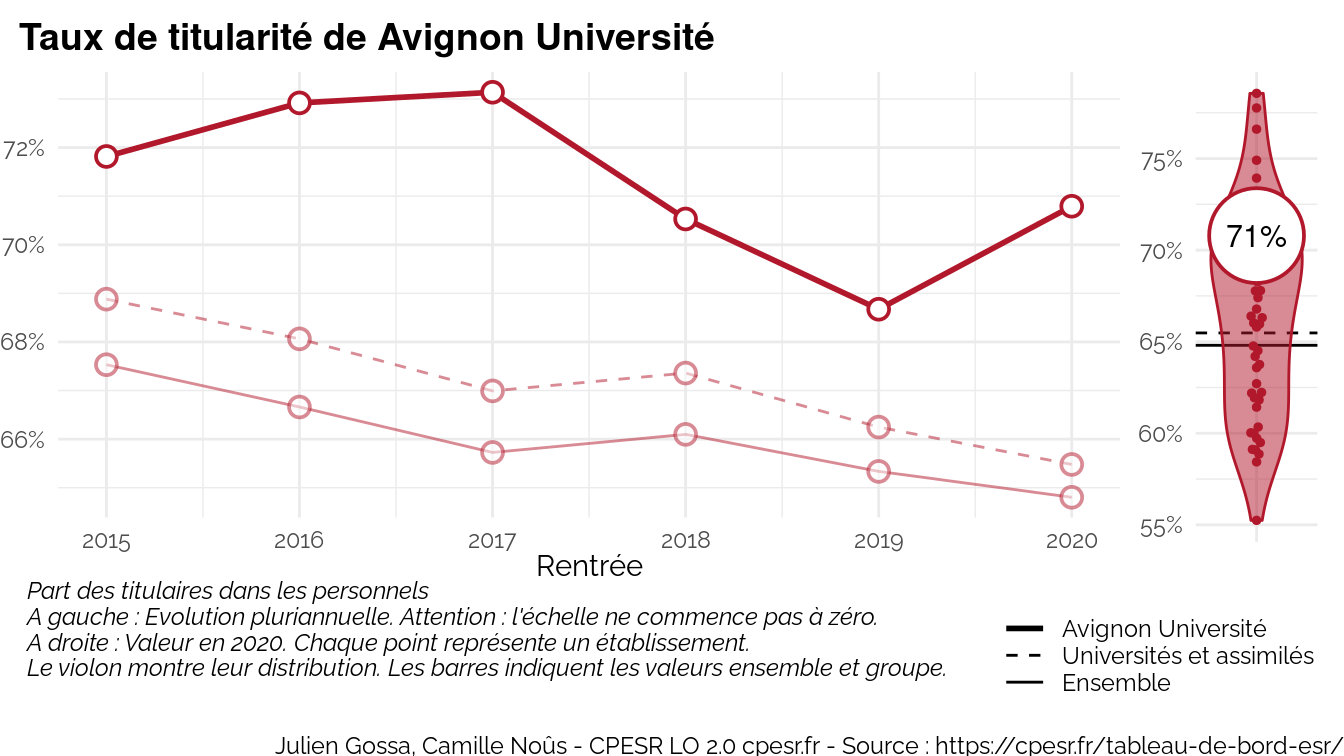 Taux de titularité de Avignon Université
72%
70%
68%
66%
2015 2016 2017 2018 2019 2020
Rentrée
75%
70%
65%
60%
55%
71%
Part des titulaires dans les personnels
A gauche : Evolution pluriannuelle. Attention : l'échelle ne commence pas à zéro.
A droite : Valeur en 2020. Chaque point représente un établissement.
Le violon montre leur distribution. Les barres indiquent les valeurs ensemble et groupe.
Avignon Université
Universités et assimilés
Ensemble
Julien Gossa, Camille Noûs - CPESR LO 2.0 cpesr.fr - Source : https://cpesr.fr/tableau-de-bord-esr/